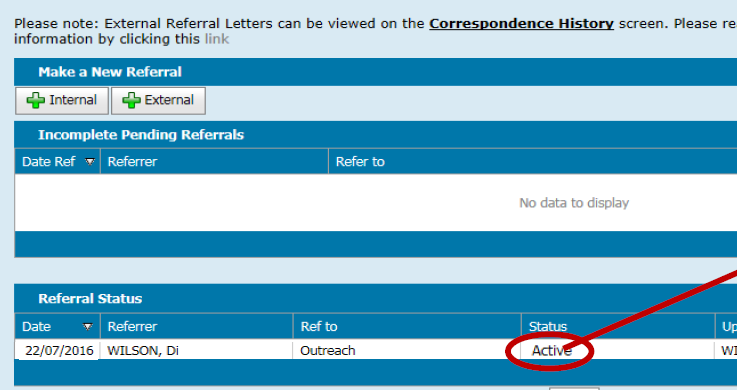 Please note: External Referral Letters can be viewed on the Correspondence History screen. Please re
information by clicking this link
Make a New Referral
Internal External
Incomplete Pending Referrals
Date Ref Referrer Refer to
No data to display
Referral Status
Date Referrer Ref to Status Up
22/07/2016 WILSON, Di Outreach Active WI